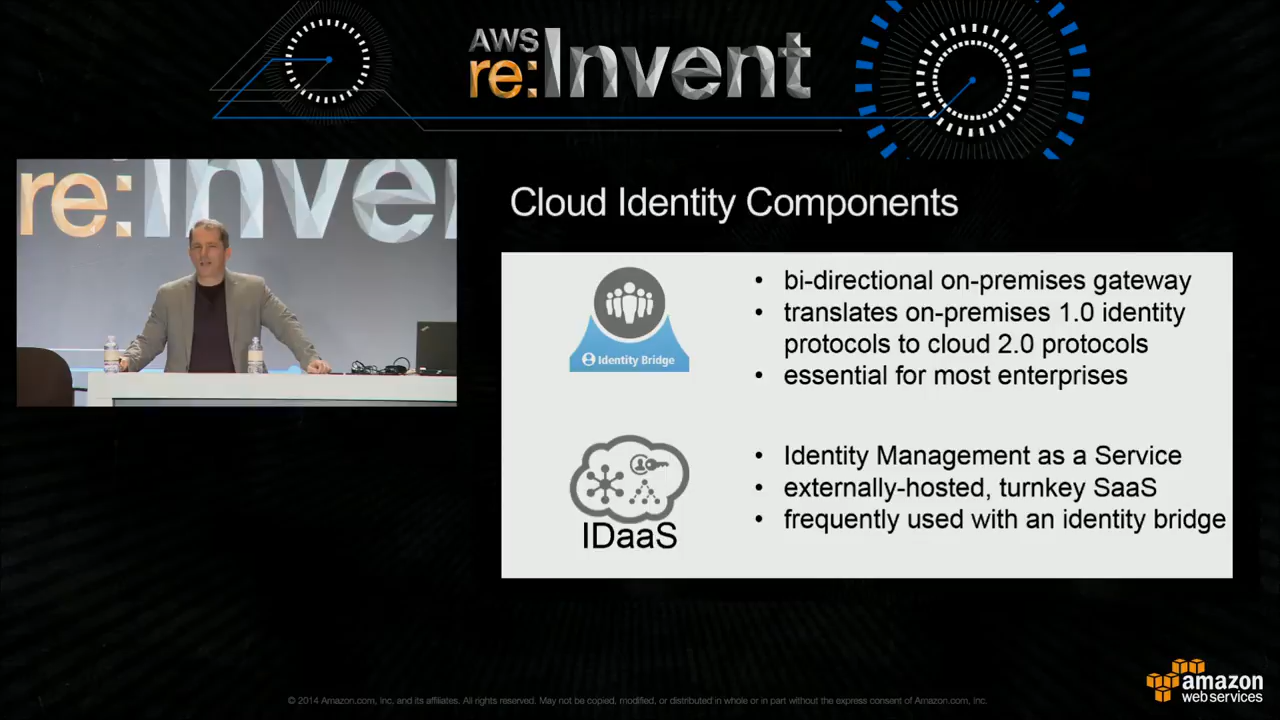 AWS
re:Invent
re:Inven
Cloud Identity Components
• bi-directional on-premises gateway
• translates on-premises 1.0 identity
protocols to cloud 2.0 protocols
• essential for most enterprises
Identity Bridge
• Identity Management as a Service
• externally-hosted, turnkey SaaS
• frequently used with an identity bridge
IDaaS
amazon
web services
© 2014 Amazon.com, Inc, and its affiliates. All rights reserved. May not be copied, modified, or distributed in whole or in part without the express consent of Amazon.com, Inc.